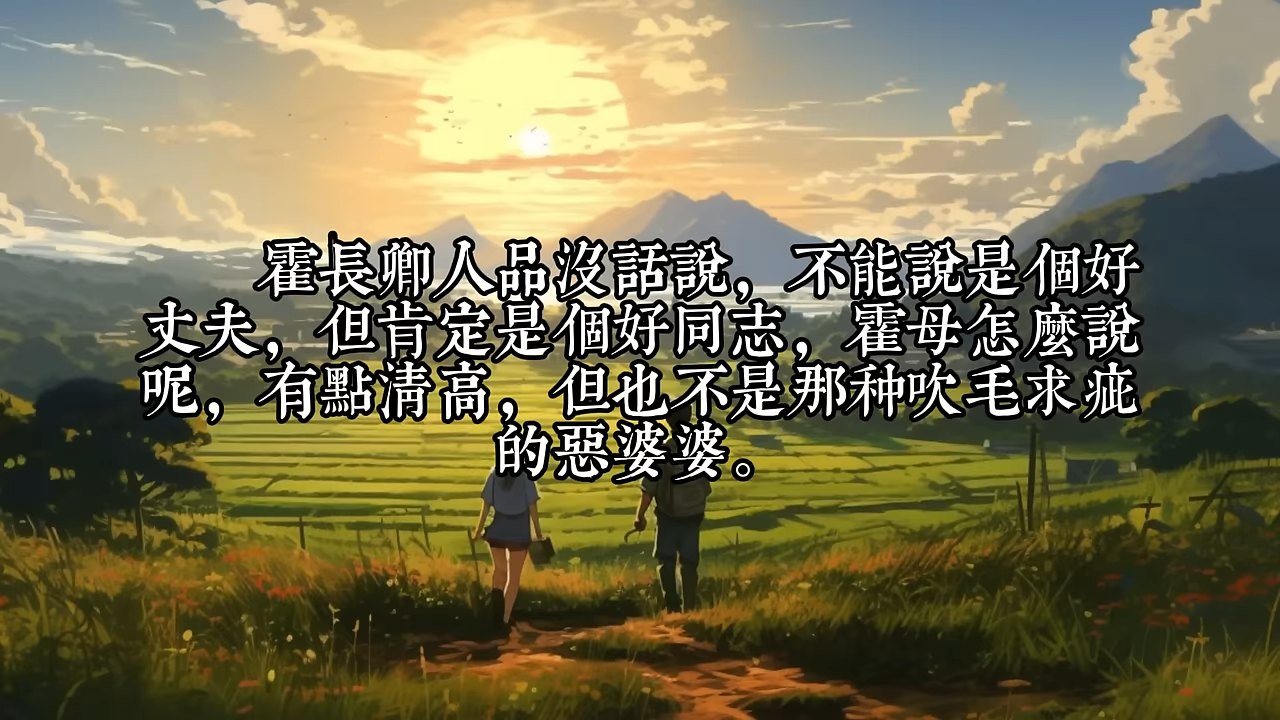 霍長卿人品沒話說，不能說是個好
丈夫，但肯定是個好同志，霍母怎麼說
呢，有點清高，但也不是那种吹毛求疵
的惡婆婆。